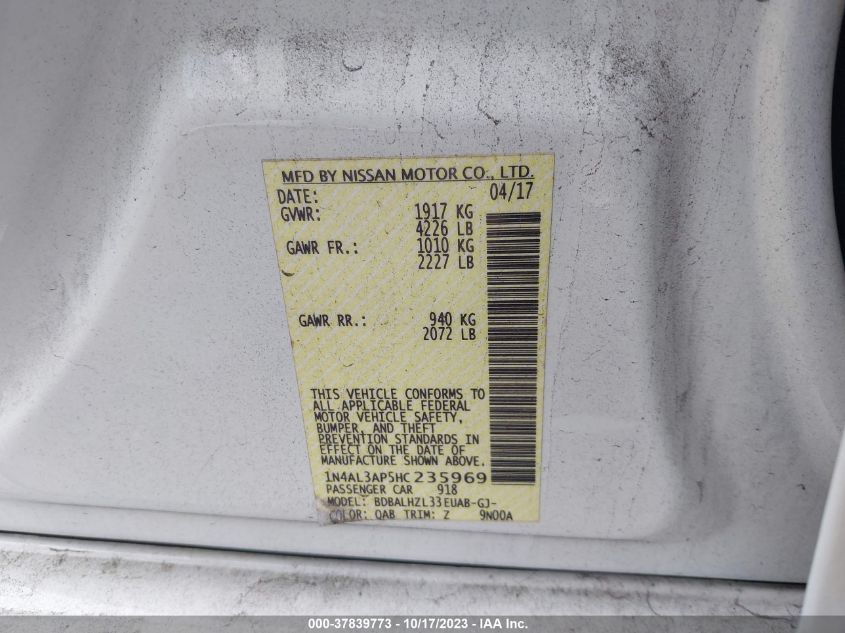 MFD BY NISSAN MOTOR CO., LTD.
DATE: 04/17
GVWR: 1917 KG
4226 LB
GAWR FR.: 1010 KG
2227 LB
GAWR RR.: 940 KG
2072 LB
THIS VEHICLE CONFORMS TO
ALL APPLICABLE FEDERAL
MOTOR VEHICLE SAFETY,
BUMPER, AND THEFT
PREVENTION STANDARDS IN
EFFECT ON THE DATE OF
MANUFACTURE SHOWN ABOVE.
1N4AL3AP5HC235969
PASSENGER CAR 918
MODEL: BDBALHZL33EUAB-GJ-
COLOR: QAB TRIM: Z 9N00A
000-37839773 - 10/17/2023 - IAA Inc.